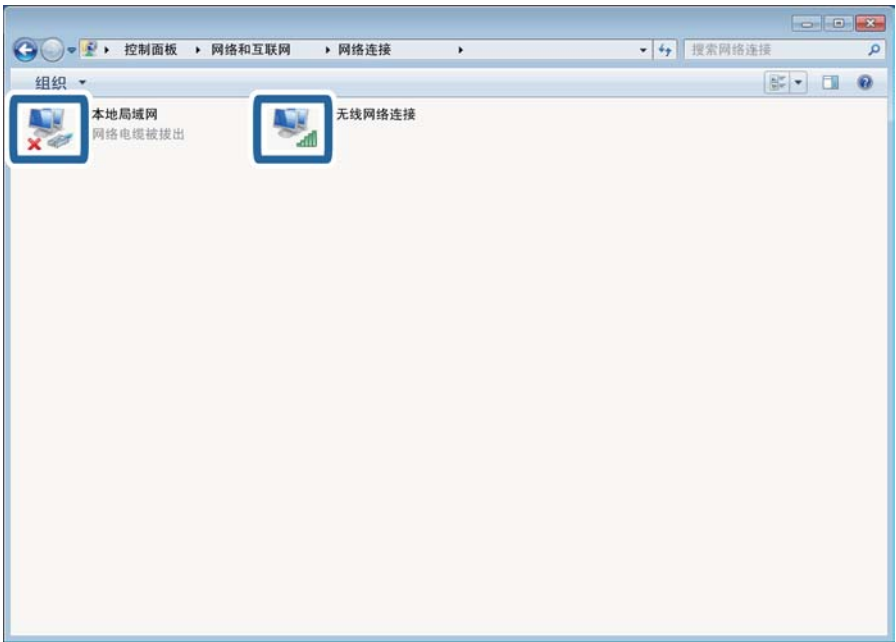 控制面板 网络和互联网 网络连接 搜索网络连接
组织
本地局域网
网络电缆被拔出
无线网络连接